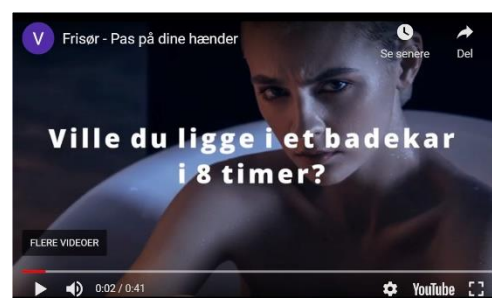 V Frisør - Pas på dine hænder
Se senere
Del
Ville du ligge i et badekar
i 8 timer?
FLERE VIDEOER
0:02 / 0:41
YouTube